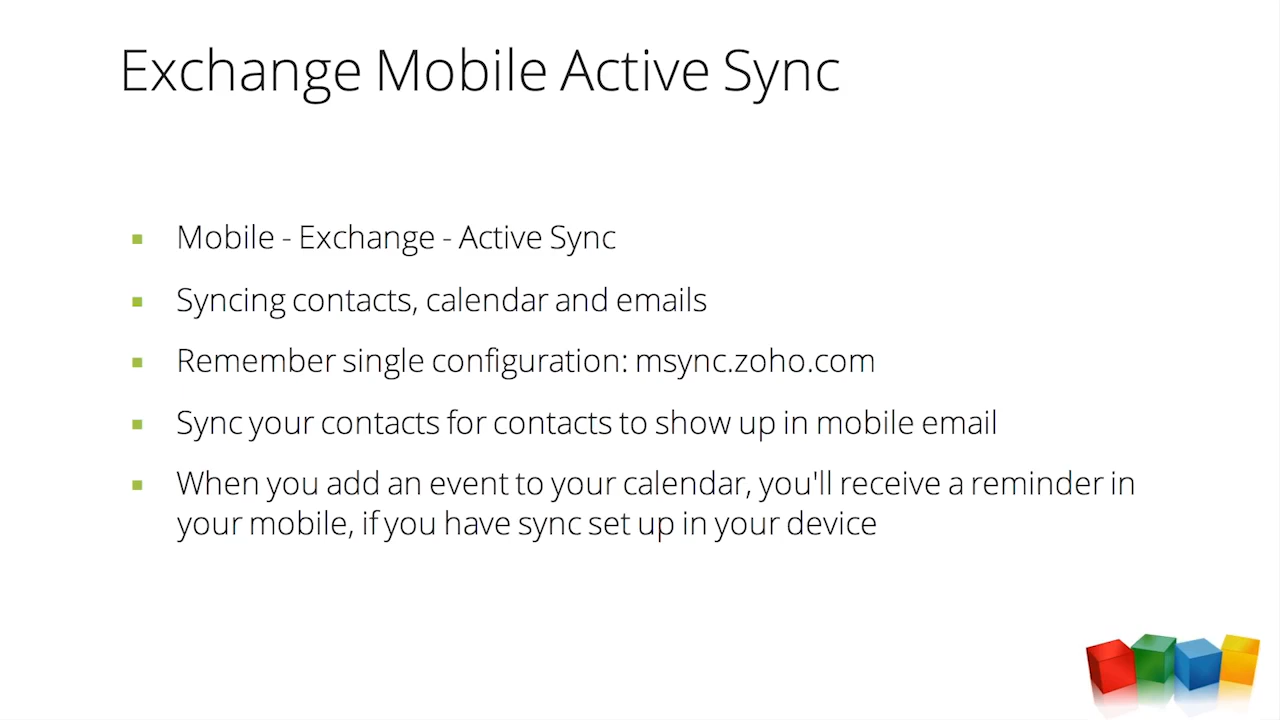 Exchange Mobile Active Sync
Mobile - Exchange - Active Sync
Syncing contacts, calendar and emails
Remember single configuration: msync.zoho.com
Sync your contacts for contacts to show up in mobile email
When you add an event to your calendar, you'll receive a reminder in
your mobile, if you have sync set up in your device